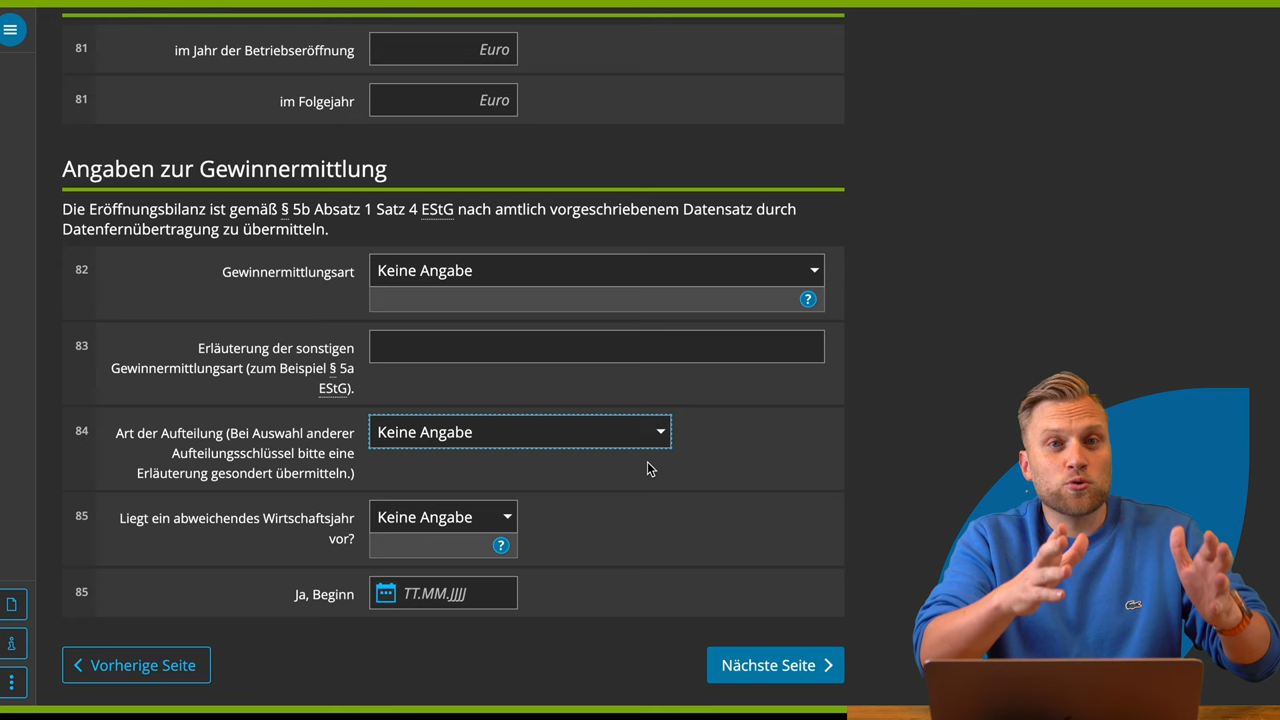 81
im Jahr der Betriebseröffnung
Euro
81
im Folgejahr
Euro
Angaben zur Gewinnermittlung
Die Eröffnungsbilanz ist gemäß § 5b Absatz 1 Satz 4 EStG nach amtlich vorgeschriebenem Datensatz durch
Datenfernübertragung zu übermitteln.
82
Gewinnermittlungsart
Keine Angabe
?
83
Erläuterung der sonstigen
Gewinnermittlungsart (zum Beispiel § 5a
EStG).
84
Art der Aufteilung (Bei Auswahl anderer
Aufteilungsschlüssel bitte eine
Erläuterung gesondert übermitteln.)
Keine Angabe
85
Liegt ein abweichendes Wirtschaftsjahr
vor?
Keine Angabe
?
85
Ja, Beginn
TT.MM.JJJJ
Vorherige Seite
Nächste Seite